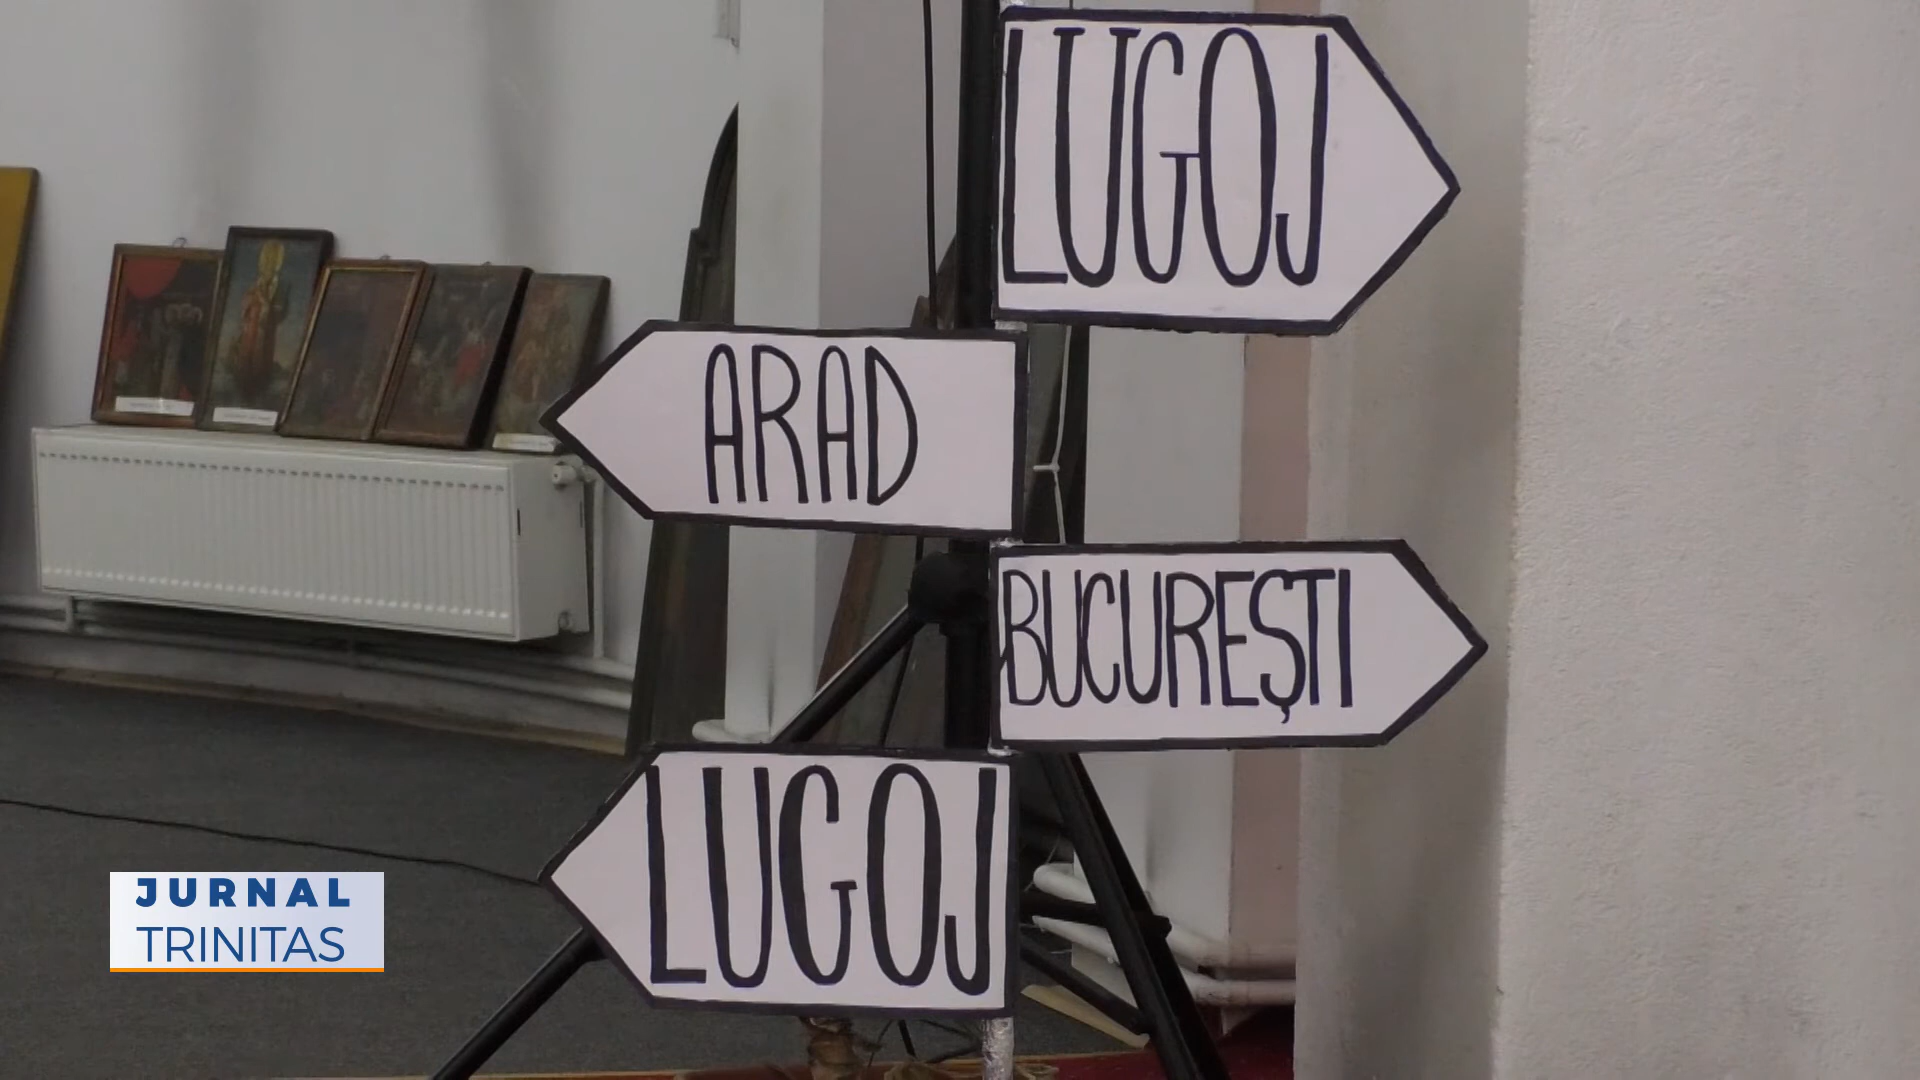 LUGOJ
ARAD
BUCUREȘTI
LUGOJ
JURNAL
TRINITAS